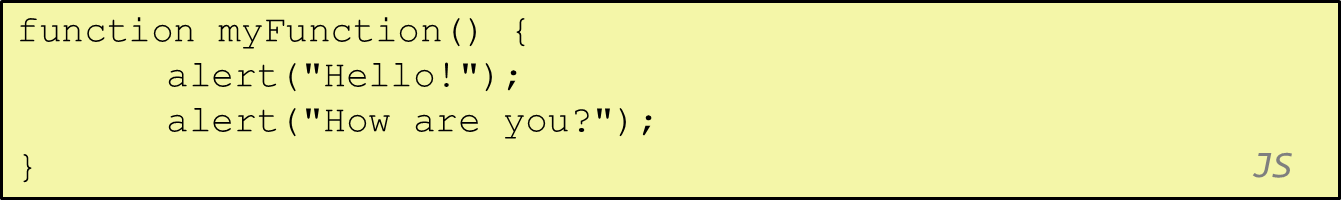 function myFunction() {
alert("Hello!");
alert("How are you?");
}
JS